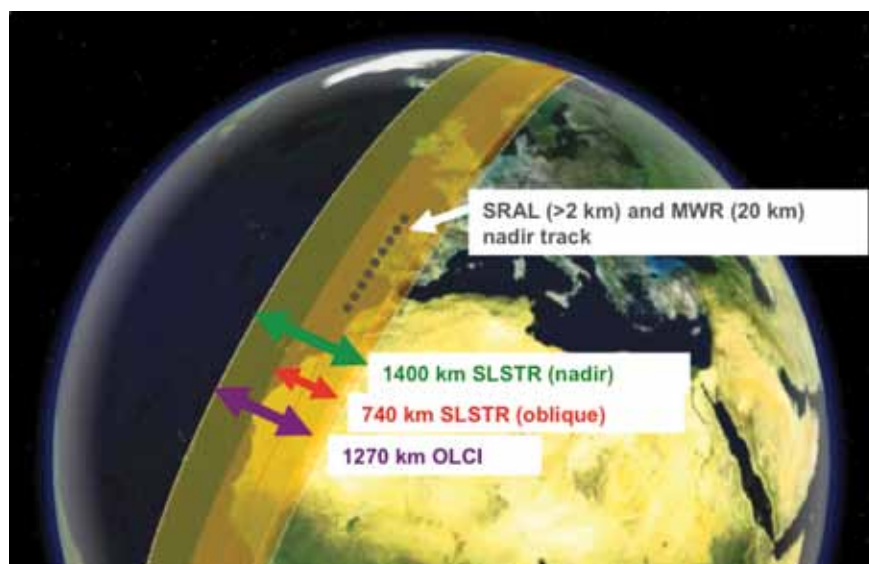 SRAL (>2 km) and MWR (20 km)
nadir track
1400 km SLSTR (nadir)
740 km SLSTR (oblique)
1270 km OLCI